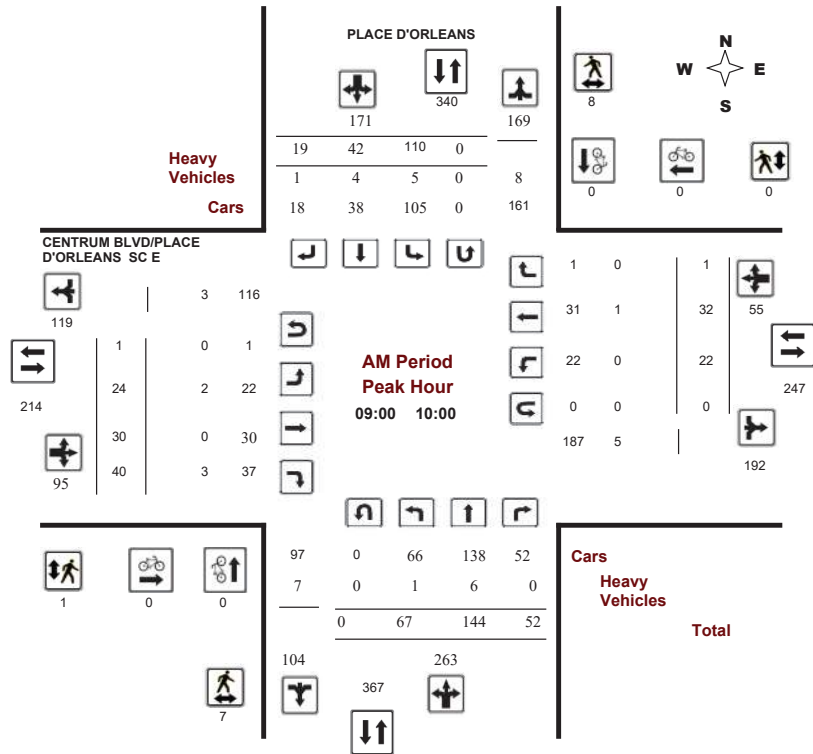 PLACE D'ORLEANS
N
W E
S
340
8
171 169
19 42 110 0
Heavy
Vehicles
1 4 5 0 8
0 0 0
Cars
18 38 105 0 161
CENTRUM BLVD/PLACE
D'ORLEANS SC E
3 116
119
1 0 1
24 2 22
214
30 0 30
40 3 37
95
AM Period
Peak Hour
09:00 10:00
1 0 1
31 1 32 55
22 0 22
247
0 0 0
187 5
192
97 0 66 138 52
Cars
7 0 1 6 0
Heavy
Vehicles
1 0 0
0 67 144 52
Total
104 263
367
7